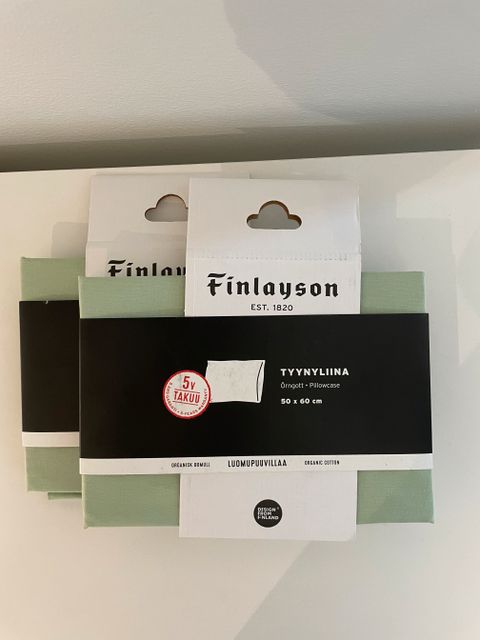 Finlay
Finlayson
EST. 1820
TYYNYLIINA
Örngott • Pillowcase
50 x 60 cm
5V
TAKUU
ORGANISK BOMULL LUOMUPUUVILLAA ORGANIC COTTON
DESIGN
FROM
FINLAND